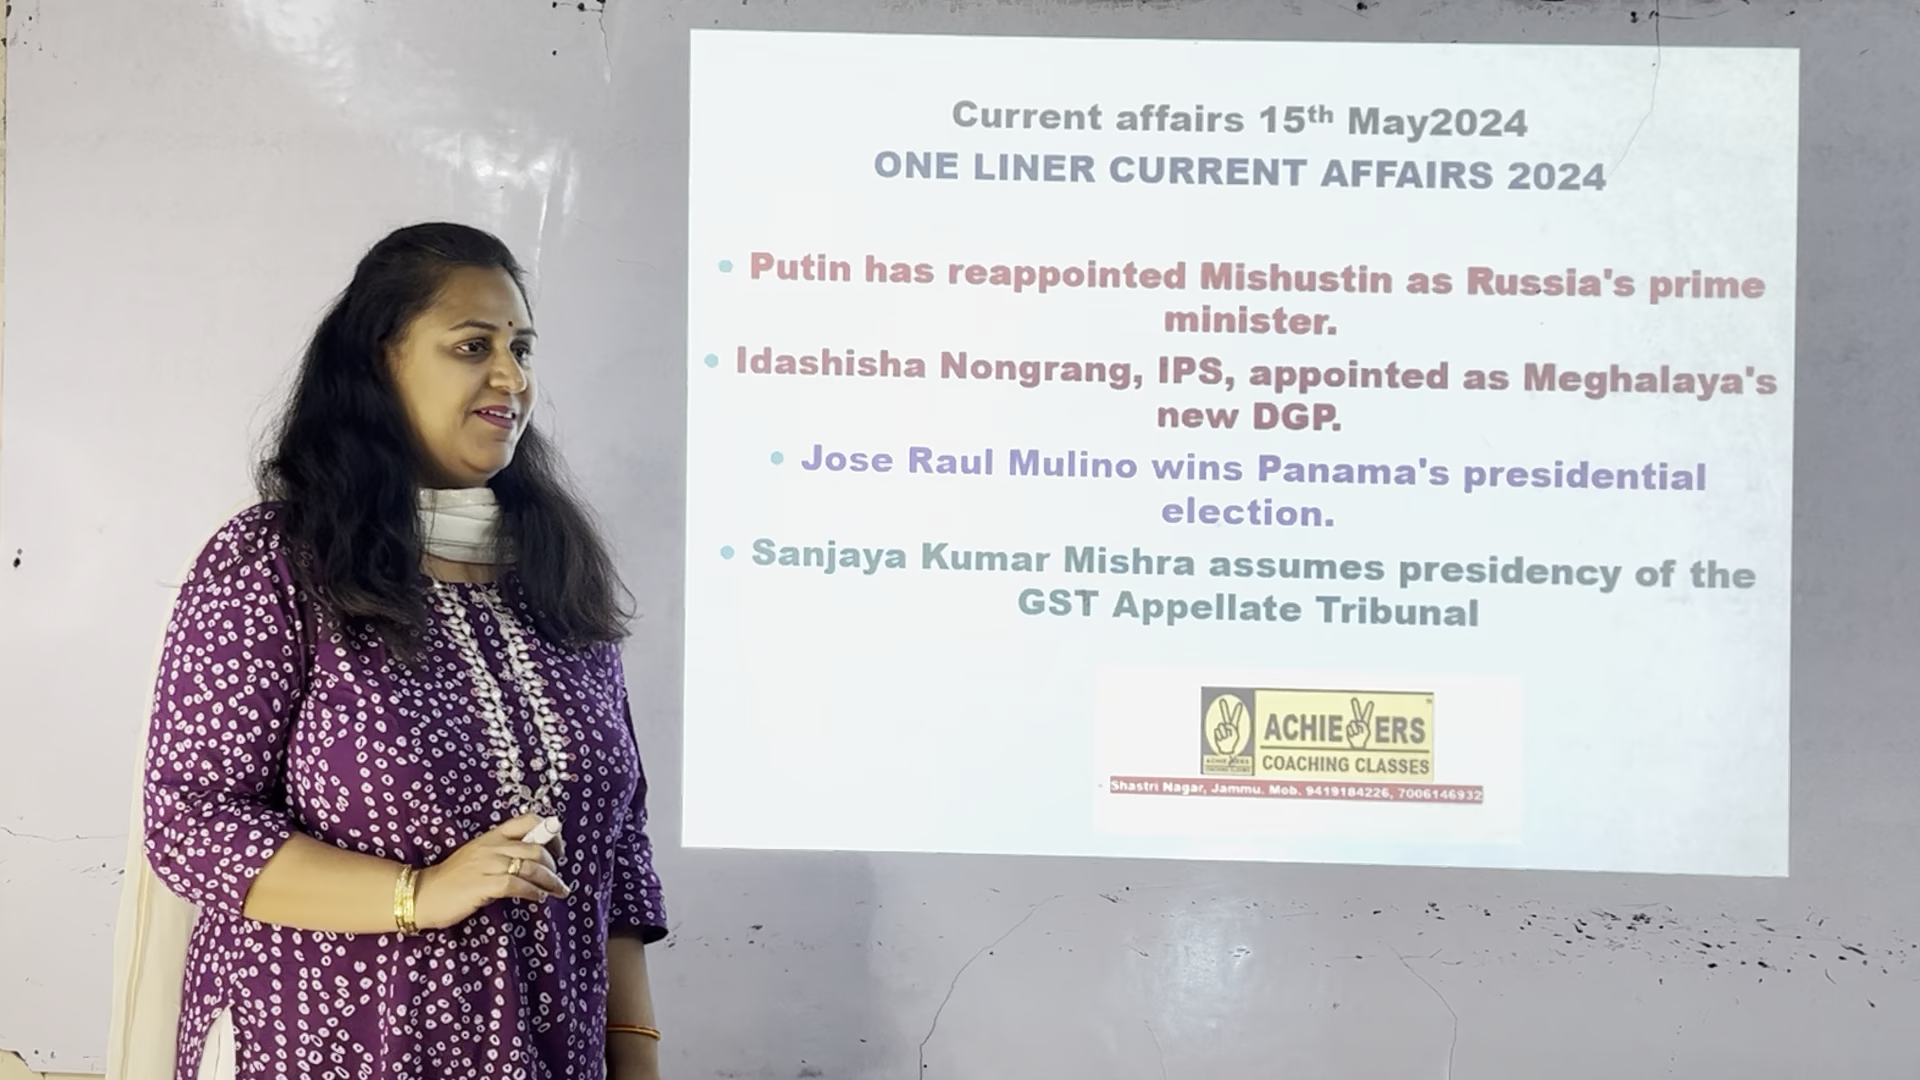 Current affairs 15th May2024
ONE LINER CURRENT AFFAIRS 2024
• Putin has reappointed Mishustin as Russia's prime
minister.
• Idashisha Nongrang, IPS, appointed as Meghalaya's
new DGP.
• Jose Raul Mulino wins Panama's presidential
election.
• Sanjaya Kumar Mishra assumes presidency of the
GST Appellate Tribunal
ACHIEVERS
COACHING CLASSES
Shastri Nagar, Jammu. Mob. 9419184226, 7006146932